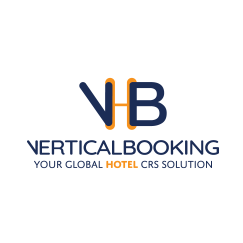 VHB
VERTICALBOOKING
YOUR GLOBAL HOTEL CRS SOLUTION